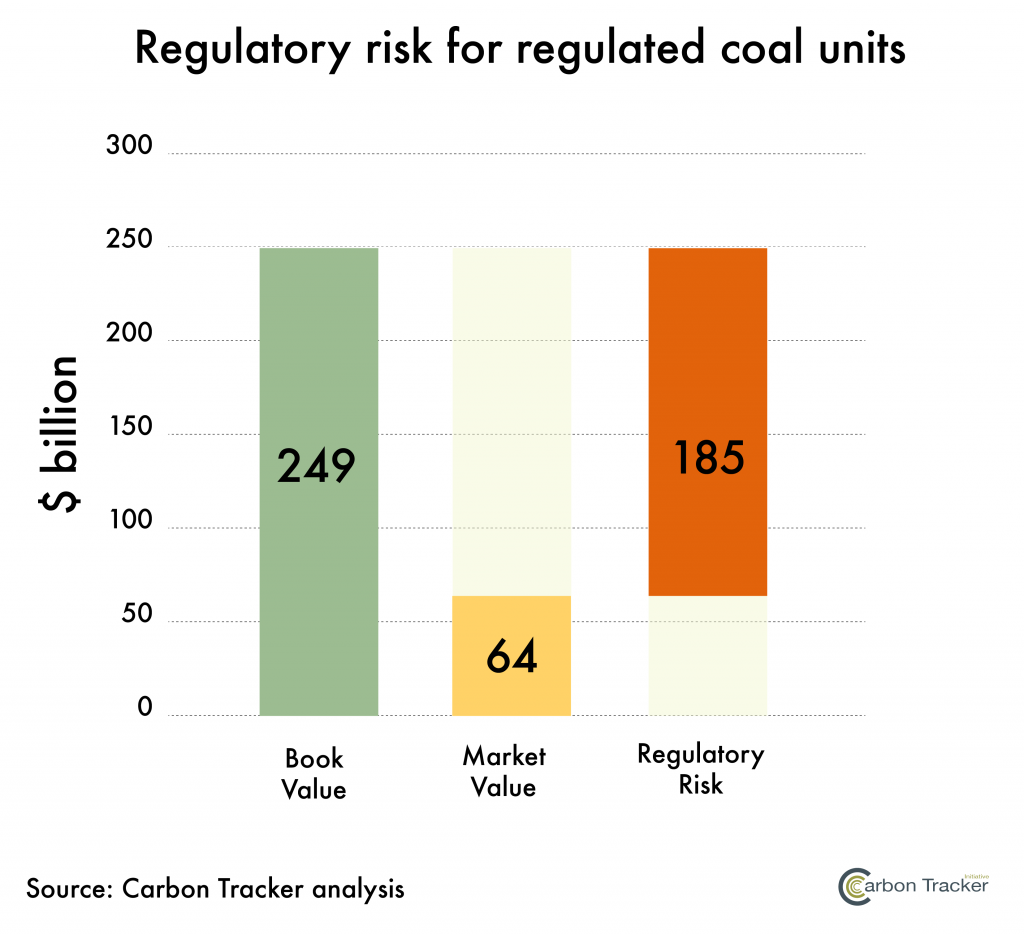 Regulatory risk for regulated coal units
300
250
200
150
100
50
0
$ billion
249
64
185
Book
Value
Market
Value
Regulatory
Risk
Source: Carbon Tracker analysis
Initiative
Carbon Tracker